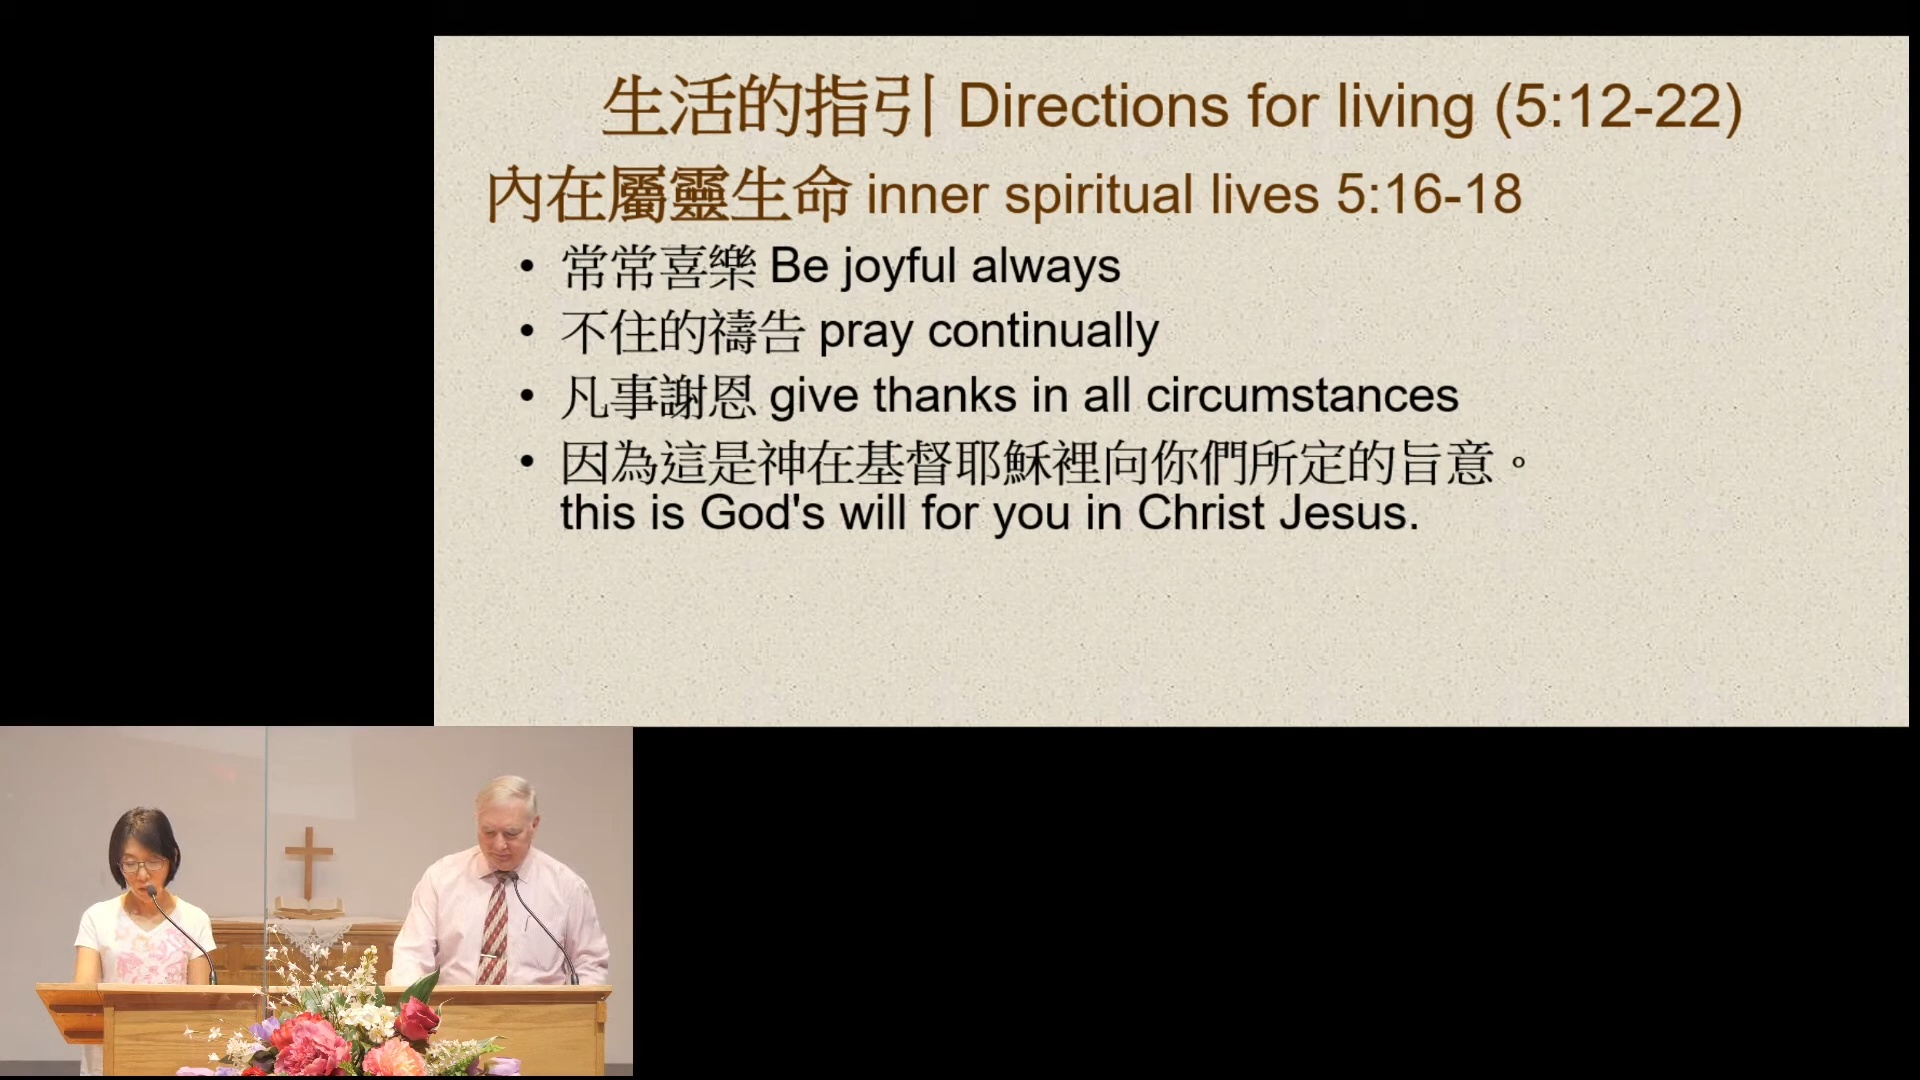 生活的指引 Directions for living (5:12-22)
內在屬靈生命 inner spiritual lives 5:16-18
• 常常喜樂 Be joyful always
• 不住的禱告 pray continually
• 凡事謝恩 give thanks in all circumstances
• 因為這是神在基督耶穌裡向你們所定的旨意。
this is God's will for you in Christ Jesus.